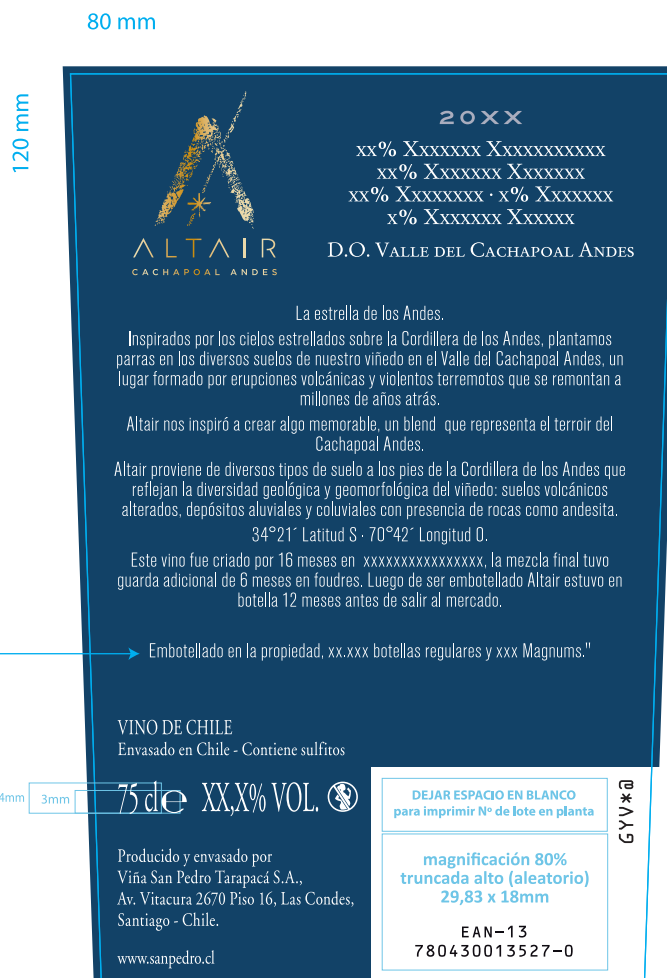 80 mm
120 mm
ALTAIR
CACHAPOAL ANDES
20XX
xx% Xxxxxxx Xxxxxxxxxxx
xx% Xxxxxxx Xxxxxxx
xx% Xxxxxxxx · x% Xxxxxxx
x% Xxxxxxx Xxxxxx
D.O. Valle del Cachapoal Andes
La estrella de los Andes.
Inspirados por los cielos estrellados sobre la Cordillera de los Andes, plantamos
parras en los diversos suelos de nuestro viñedo en el Valle del Cachapoal Andes, un
lugar formado por erupciones volcánicas y violentos terremotos que se remontan a
millones de años atrás.
Altair nos inspiró a crear algo memorable, un blend que representa el terroir del
Cachapoal Andes.
Altair proviene de diversos tipos de suelo a los pies de la Cordillera de los Andes que
reflejan la diversidad geológica y geomorfológica del viñedo: suelos volcánicos
alterados, depósitos aluviales y coluviales con presencia de rocas como andesita.
34°21´ Latitud S · 70°42´ Longitud O.
Este vino fue criado por 16 meses en xxxxxxxxxxxxxxxx, la mezcla final tuvo
guarda adicional de 6 meses en foudres. Luego de ser embotellado Altair estuvo en
botella 12 meses antes de salir al mercado.
Embotellado en la propiedad, xx.xxx botellas regulares y xxx Magnums."
VINO DE CHILE
Envasado en Chile - Contiene sulfitos
4mm 3mm
75 cl e XX,X% VOL.
Producido y envasado por
Viña San Pedro Tarapacá S.A.,
Av. Vitacura 2670 Piso 16, Las Condes,
Santiago - Chile.
www.sanpedro.cl
DEJAR ESPACIO EN BLANCO
para imprimir Nº de lote en planta
magnificación 80%
truncada alto (aleatorio)
29,83 x 18mm
EAN-13
780430013527-0
GYV*@